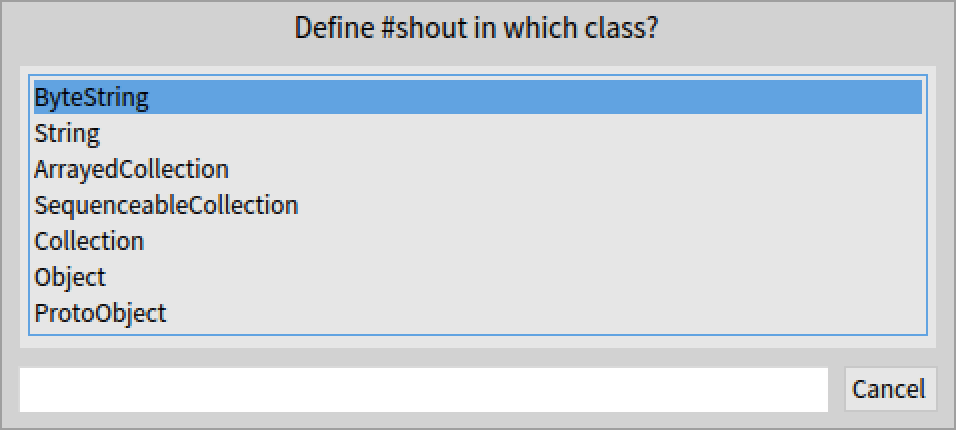 Define #shout in which class?
ByteString
String
ArrayedCollection
SequenceableCollection
Collection
Object
ProtoObject
Cancel